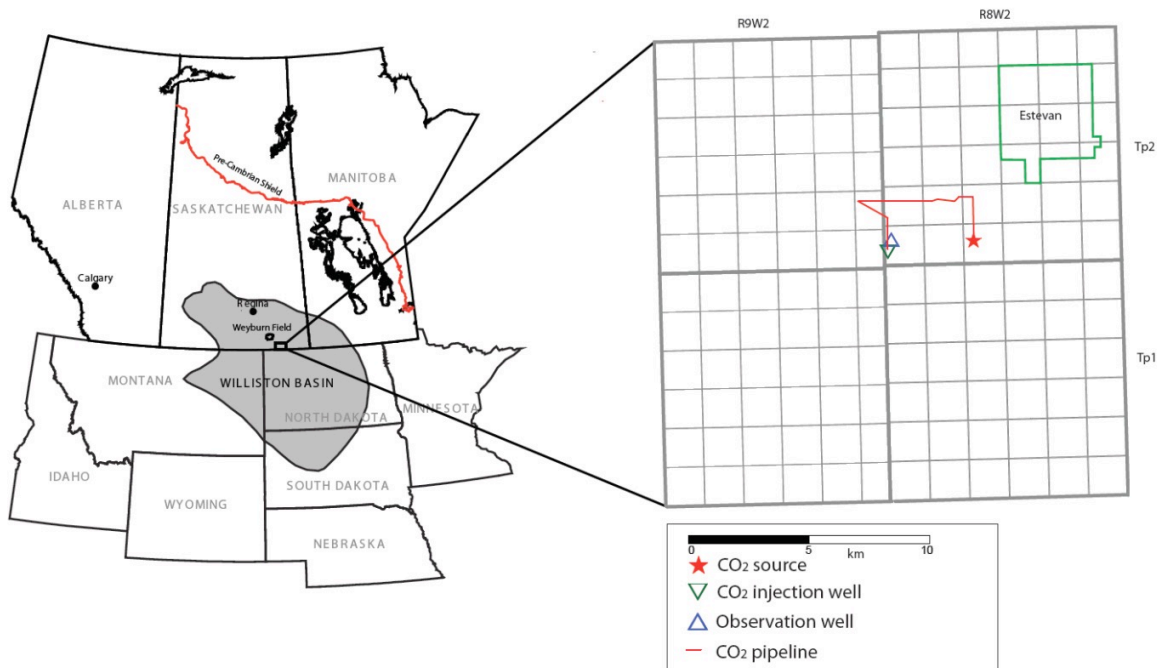 R9W2
R8W2
Estevan
Tp2
Tp1
Pre-Cambrian Shield
MANITOBA
ALBERTA
SASKATCHEWAN
Calgary
Regina
Weyburn Field
MONTANA
WILLISTON BASIN
NORTH DAKOTA
MINNESOTA
IDAHO
SOUTH DAKOTA
WYOMING
NEBRASKA
0 5 10
km
CO₂ source
CO₂ injection well
Observation well
CO₂ pipeline